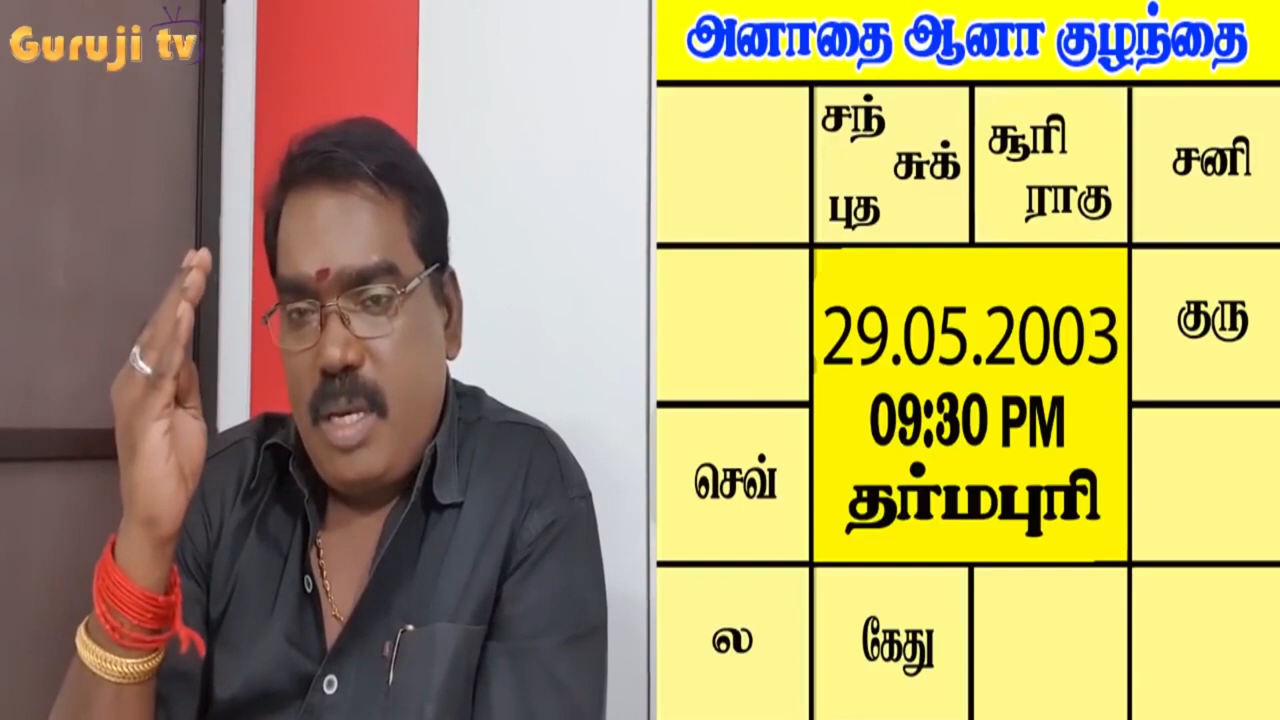 Guruji tv
அனாதை ஆனா குழந்தை
சந்
சுக்
புத
சூரி
ராகு
சனி
குரு
29.05.2003
09:30 PM
தர்மபுரி
செவ்
ல
கேது